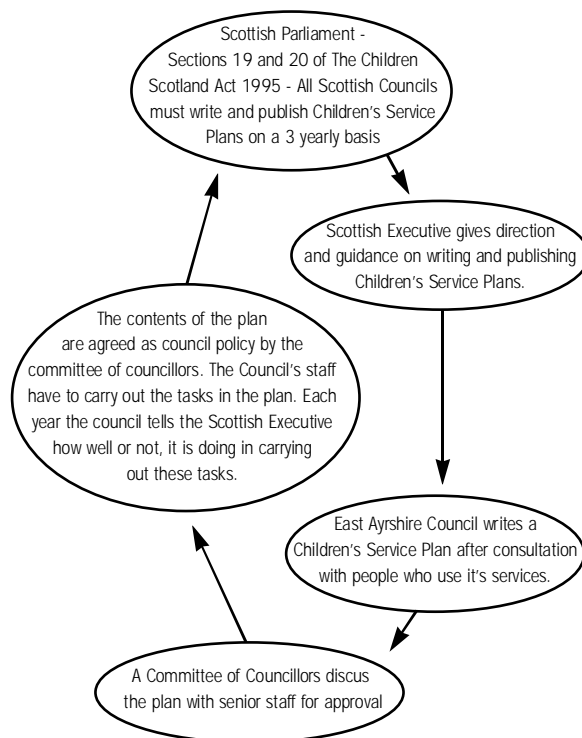 Scottish Parliament -
Sections 19 and 20 of The Children
Scotland Act 1995 - All Scottish Councils
must write and publish Children's Service
Plans on a 3 yearly basis
Scottish Executive gives direction
and guidance on writing and publishing
Children's Service Plans.
East Ayrshire Council writes a
Children's Service Plan after consultation
with people who use it's services.
A Committee of Councillors discus
the plan with senior staff for approval
The contents of the plan
are agreed as council policy by the
committee of councillors. The Council's staff
have to carry out the tasks in the plan. Each
year the council tells the Scottish Executive
how well or not, it is doing in carrying
out these tasks.